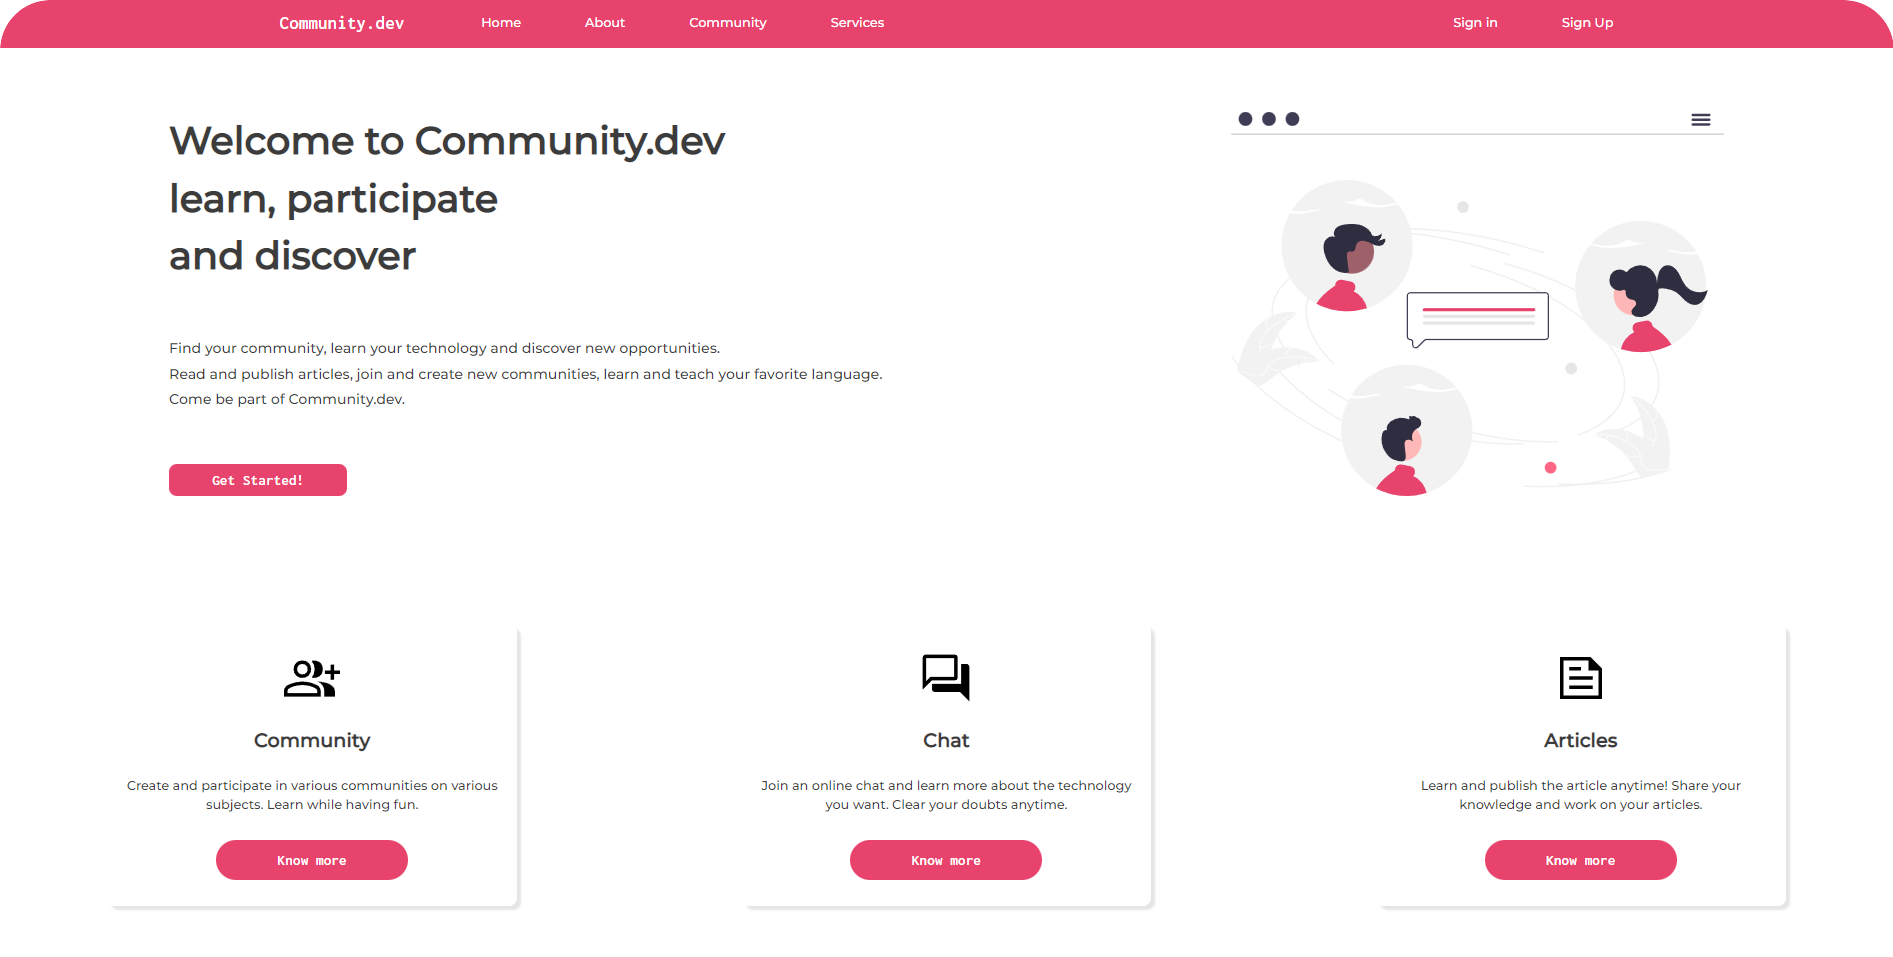 Community.dev Home About Community Services Sign in Sign Up
Welcome to Community.dev
learn, participate
and discover
Find your community, learn your technology and discover new opportunities.
Read and publish articles, join and create new communities, learn and teach your favorite language.
Come be part of Community.dev.
Get Started!
Community
Create and participate in various communities on various
subjects. Learn while having fun.
Know more
Chat
Join an online chat and learn more about the technology
you want. Clear your doubts anytime.
Know more
Articles
Learn and publish the article anytime! Share your
knowledge and work on your articles.
Know more